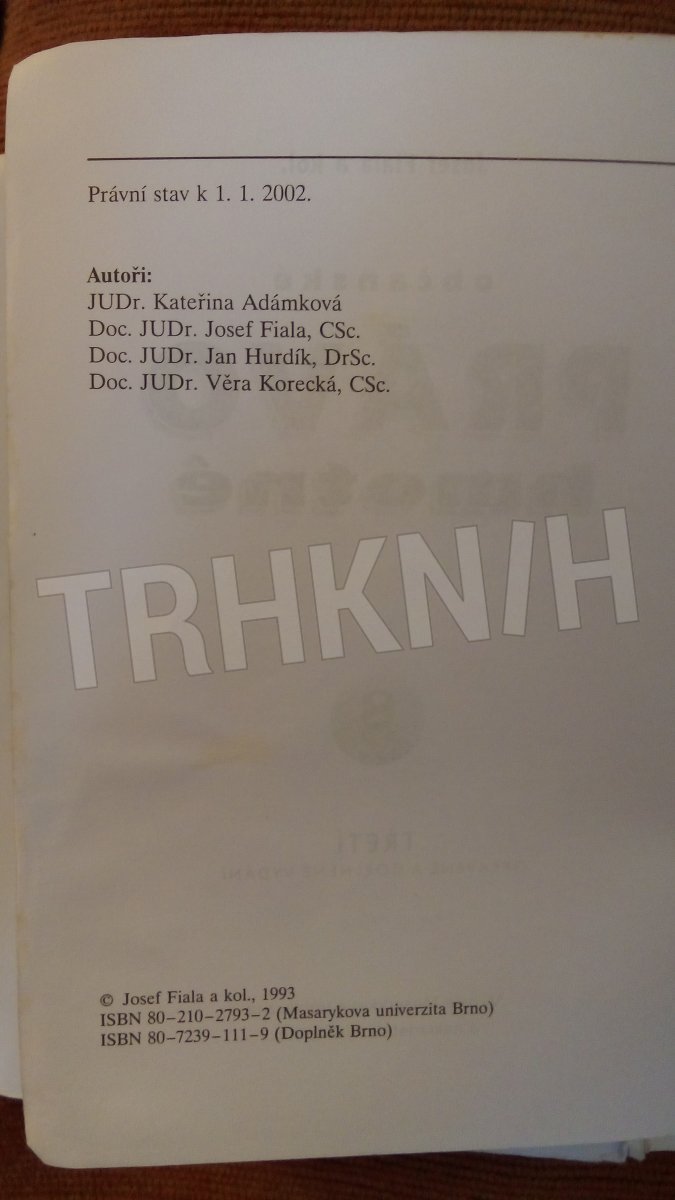 Právní stav k 1. 1. 2002.
Autoři:
JUDr. Kateřina Adámková
Doc. JUDr. Josef Fiala, CSc.
Doc. JUDr. Jan Hurdík, DrSc.
Doc. JUDr. Věra Korecká, CSc.
TRHKNIH
© Josef Fiala a kol., 1993
ISBN 80–210–2793–2 (Masarykova univerzita Brno)
ISBN 80–7239–111–9 (Doplněk Brno)